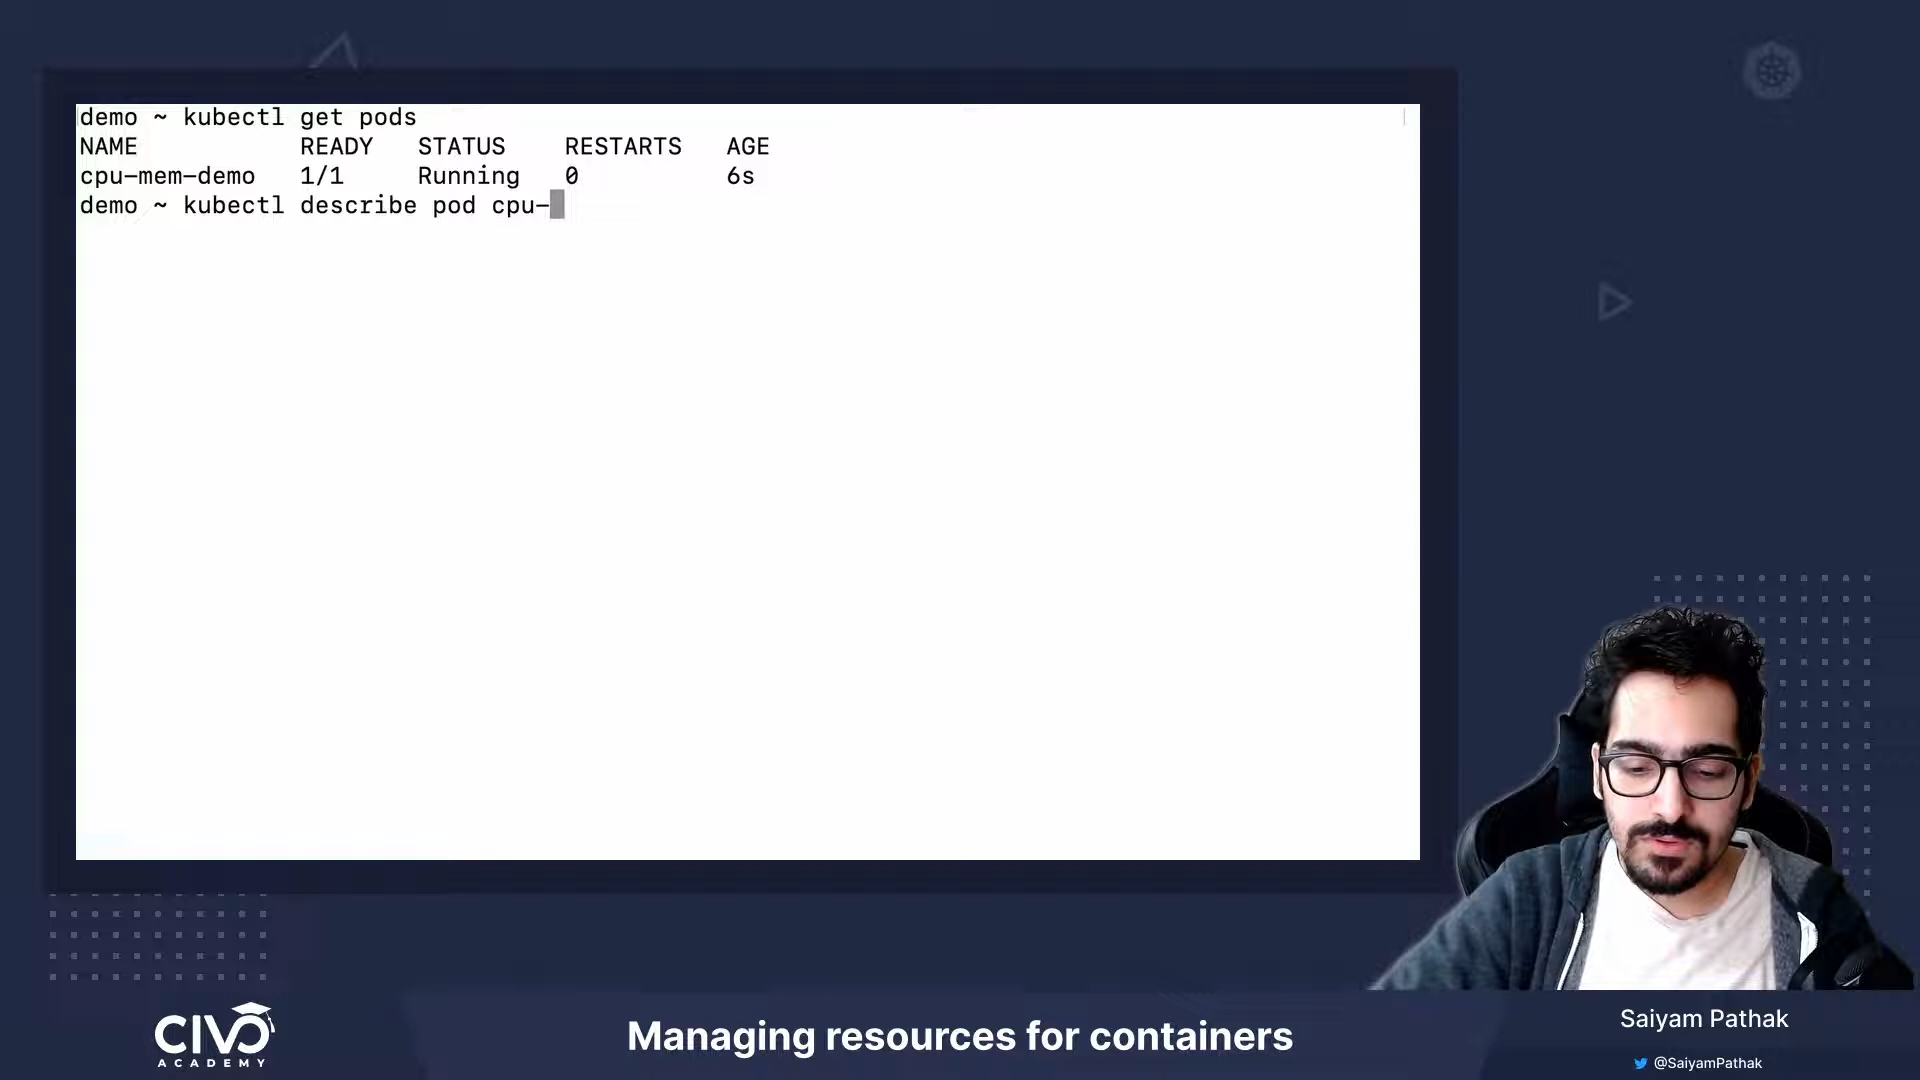 demo ~ kubectl get pods
NAME READY STATUS RESTARTS AGE
cpu-mem-demo 1/1 Running 0 6s
demo ~ kubectl describe pod cpu-
CIVO
ACADEMY
Managing resources for containers
Saiyam Pathak
@SaiyamPathak